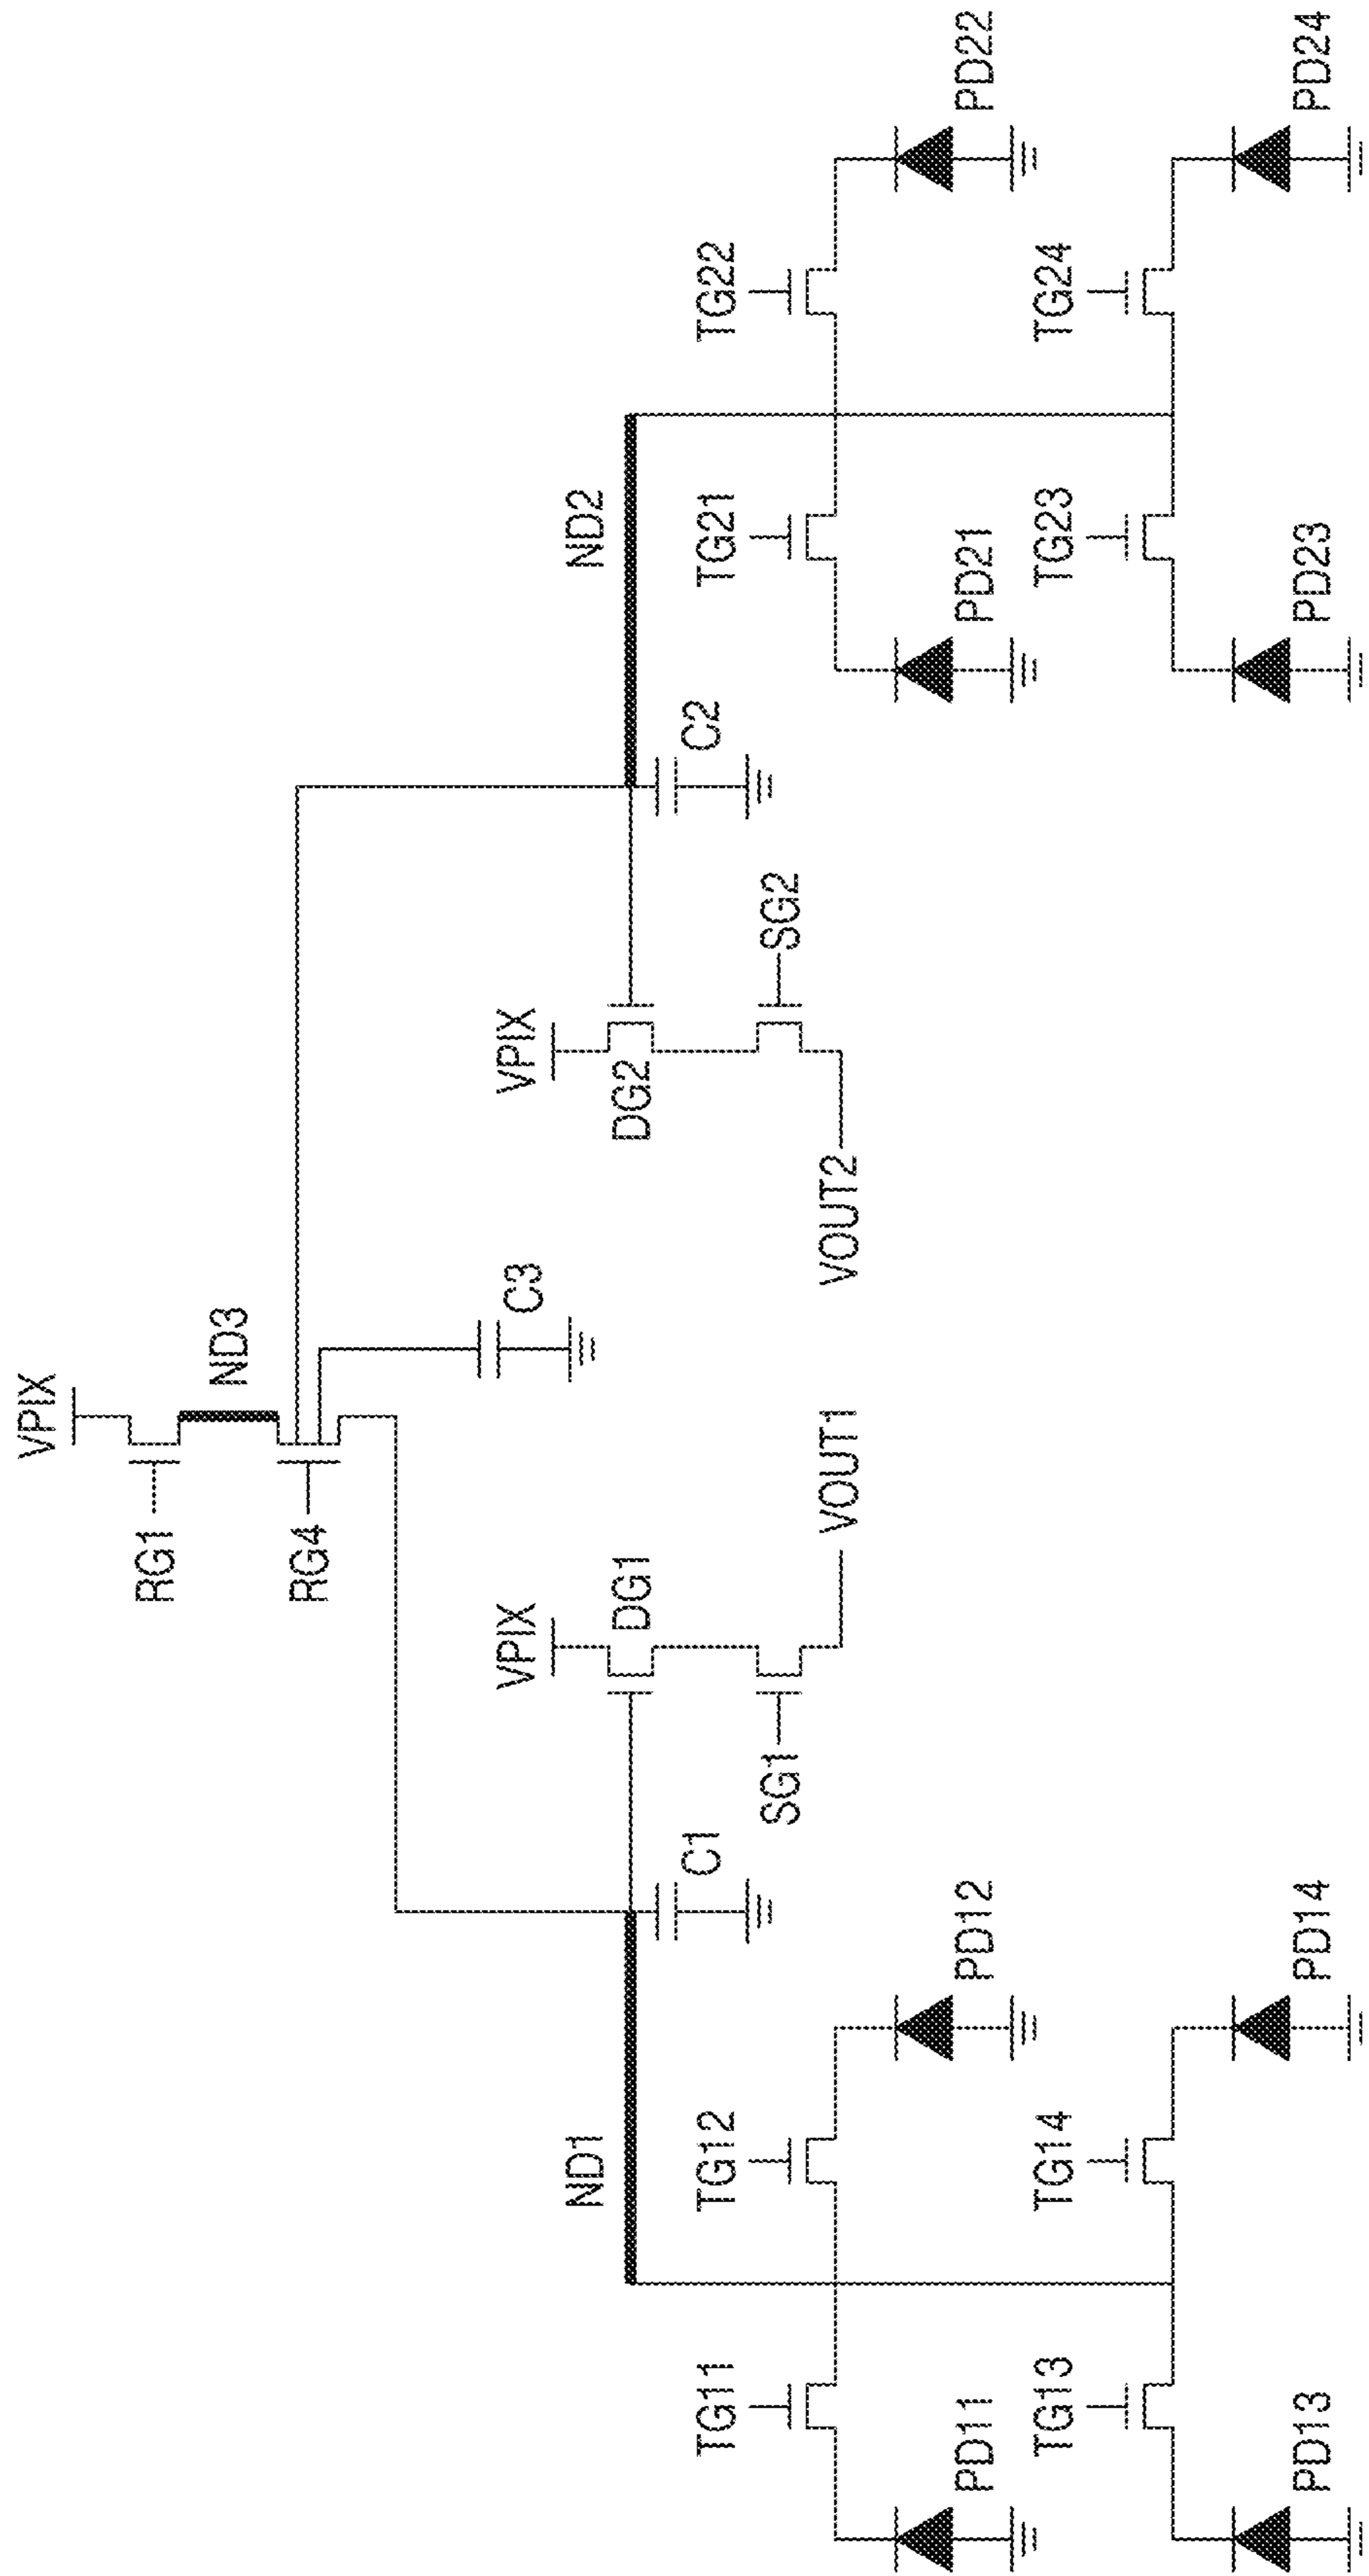 VPIX
RG1
ND3
RG4
C3
ND1
VPIX
VPIX
ND2
DG1
DG2
C1
C2
TG11
TG12
SG1
SG2
TG21
TG22
VOUT1
VOUT2
PD11
PD12
PD21
PD22
TG13
TG14
TG23
TG24
PD13
PD14
PD23
PD24